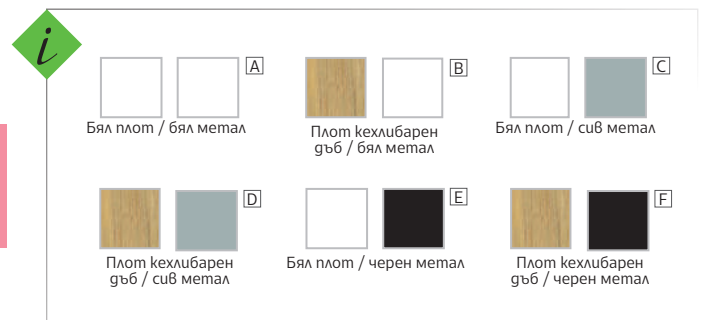 i
A
Бял плот / бял метал
B
Плот кехлибарен
дъб / бял метал
C
Бял плот / сив метал
D
Плот кехлибарен
дъб / сив метал
E
Бял плот / черен метал
F
Плот кехлибарен
дъб / черен метал